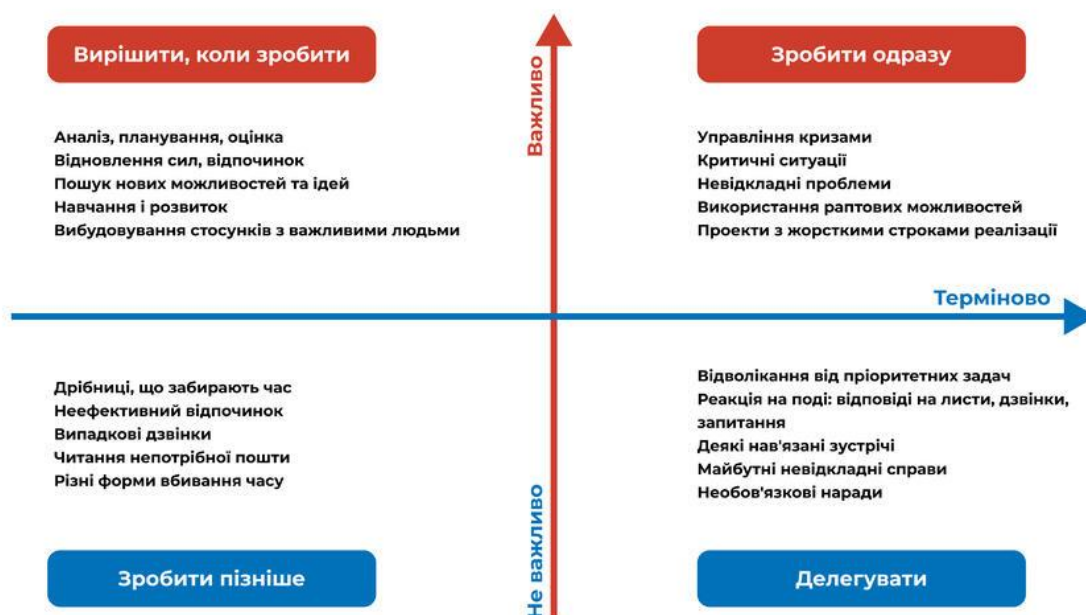 Вирішити, коли зробити
Аналіз, планування, оцінка
Відновлення сил, відпочинок
Пошук нових можливостей та ідей
Навчання і розвиток
Вибудовування стосунків з важливими людьми
Важливо
Зробити одразу
Управління кризами
Критичні ситуації
Невідкладні проблеми
Використання раптових можливостей
Проекти з жорсткими строками реалізації
Терміново
Дрібниці, що забирають час
Неефективний відпочинок
Випадкові дзвінки
Читання непотрібної пошти
Різні форми вбивання часу
Зробити пізніше
Не важливо
Відволікання від пріоритетних задач
Реакція на поді: відповіді на листи, дзвінки,
запитання
Деякі нав'язані зустрічі
Майбутні невідкладні справи
Необов'язкові наради
Делегувати